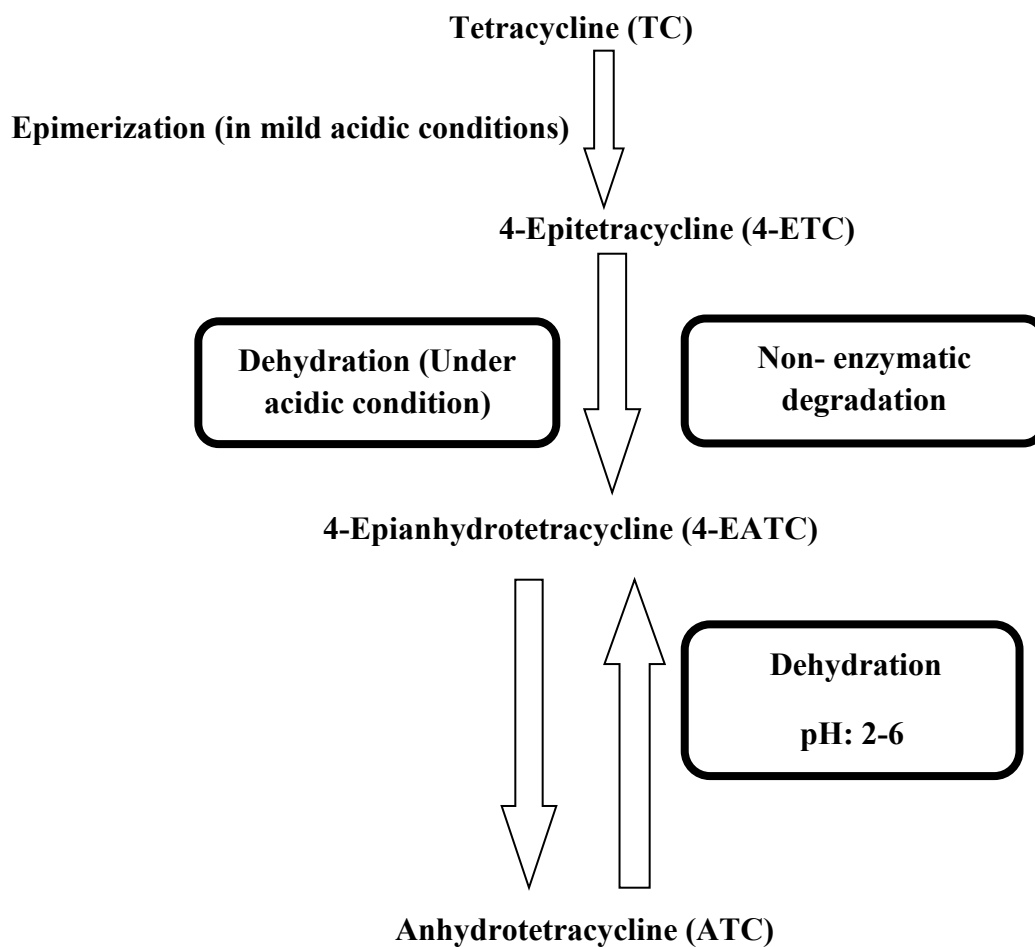 Tetracycline (TC)
Epimerization (in mild acidic conditions)
4-Epitetracycline (4-ETC)
Dehydration (Under
acidic condition)
Non- enzymatic
degradation
4-Epianhydrotetracycline (4-EATC)
Dehydration
pH: 2-6
Anhydrotetracycline (ATC)